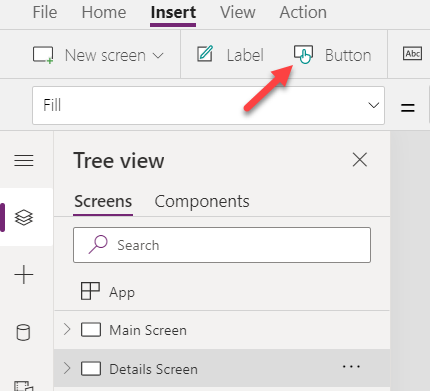 File Home Insert View Action
New screen Label Button Abc
Fill =
Tree view
Screens Components
Search
App
Main Screen
Details Screen ...